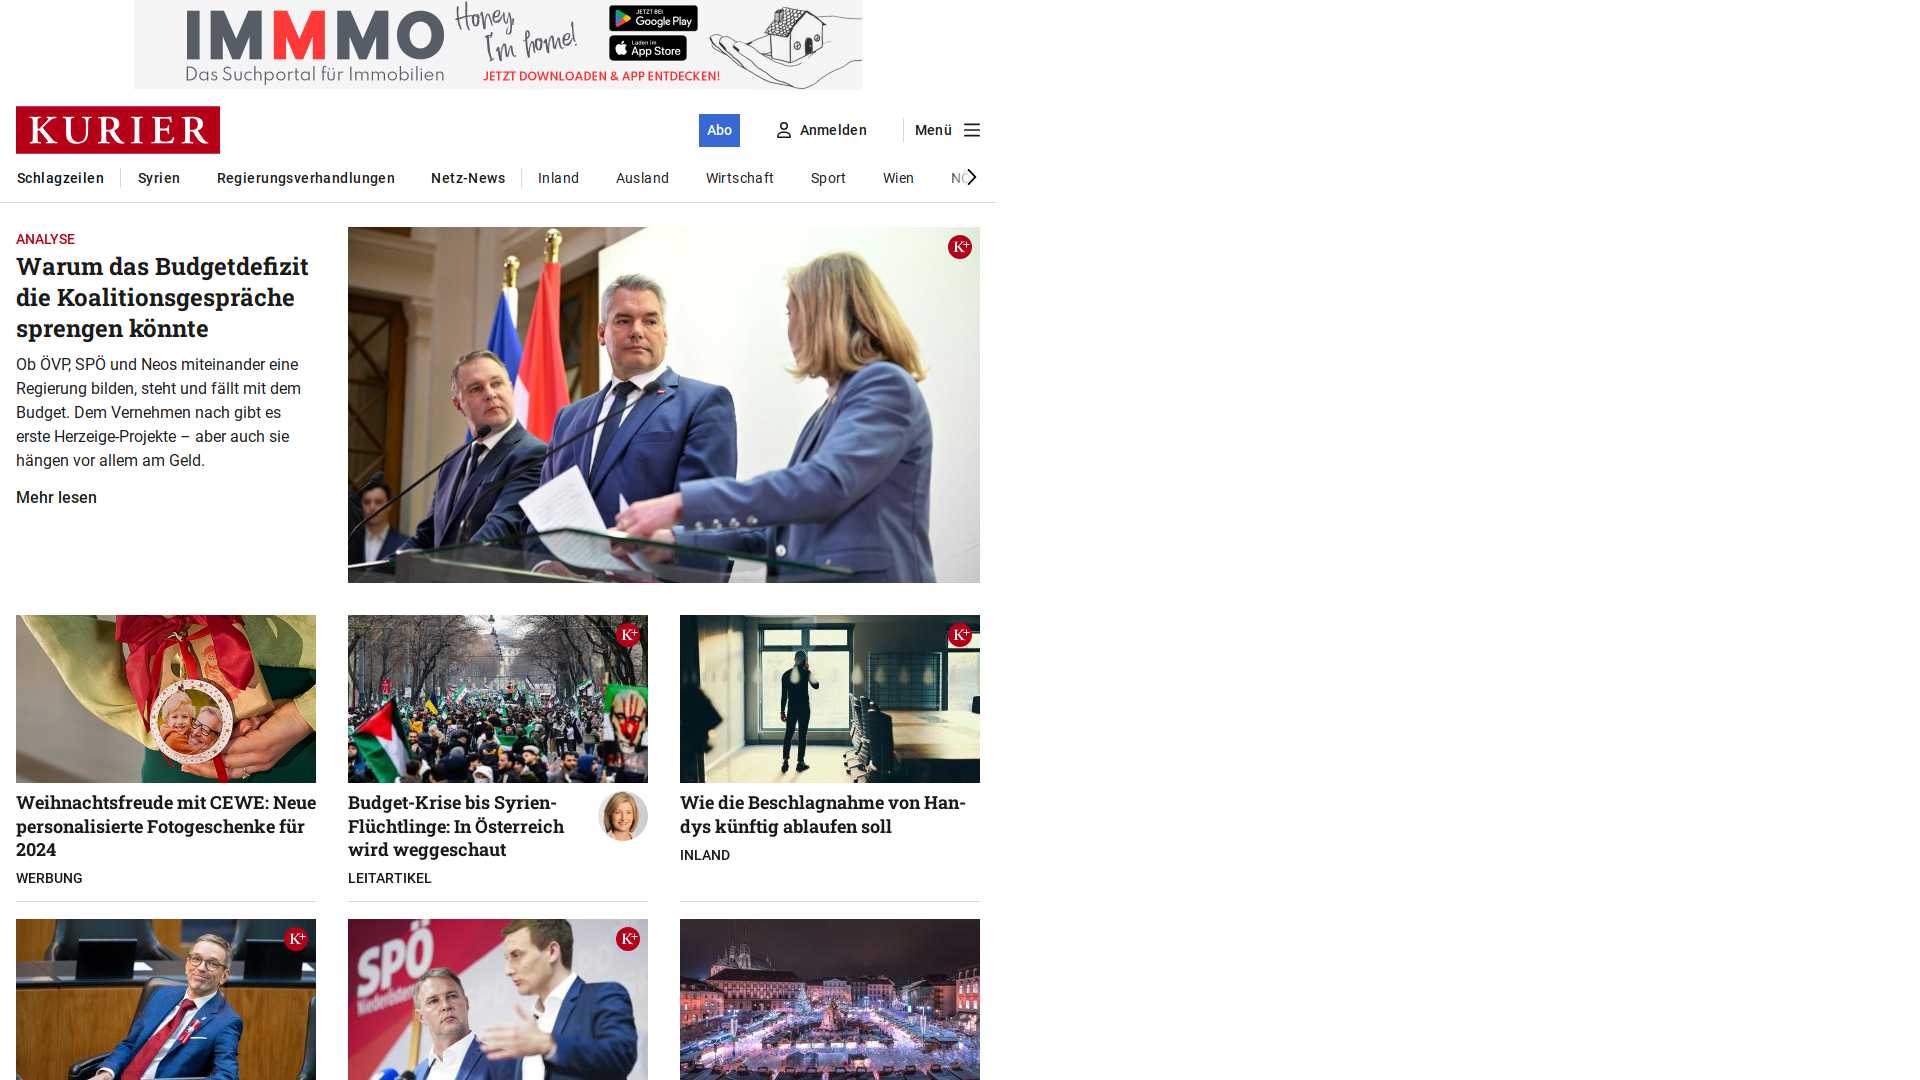 IMMMO
Das Suchportal für Immobilien
Honey,
I'm home!
JETZT BEI
Google Play
Laden im
App Store
JETZT DOWNLOADEN & APP ENTDECKEN!
KURIER
Abo
Anmelden
Menü
Schlagzeilen
Syrien
Regierungsverhandlungen
Netz-News
Inland
Ausland
Wirtschaft
Sport
Wien
NÖ
ANALYSE
Warum das Budgetdefizit
die Koalitionsgespräche
sprengen könnte
Ob ÖVP, SPÖ und Neos miteinander eine
Regierung bilden, steht und fällt mit dem
Budget. Dem Vernehmen nach gibt es
erste Herzeige-Projekte – aber auch sie
hängen vor allem am Geld.
Mehr lesen
K+
Weihnachtsfreude mit CEWE: Neue
personalisierte Fotogeschenke für
2024
WERBUNG
K+
Budget-Krise bis Syrien-
Flüchtlinge: In Österreich
wird weggeschaut
LEITARTIKEL
K+
Wie die Beschlagnahme von Han-
dys künftig ablaufen soll
INLAND
K+
SPÖ
Niederösterr
K+